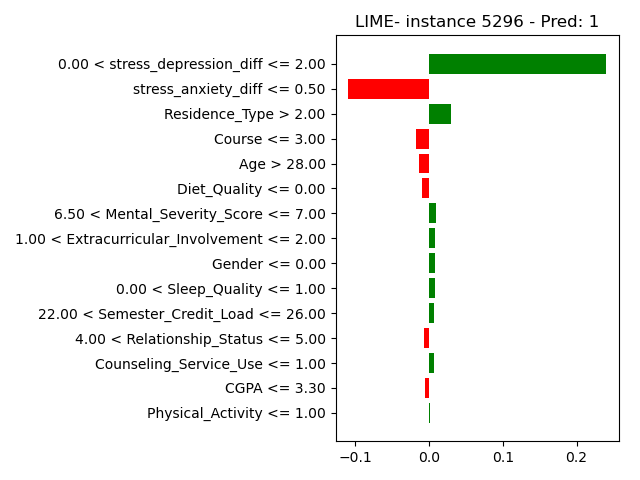 LIME- instance 5296 - Pred: 1
0.00 < stress_depression_diff <= 2.00
stress_anxiety_diff <= 0.50
Residence_Type > 2.00
Course <= 3.00
Age > 28.00
Diet_Quality <= 0.00
6.50 < Mental_Severity_Score <= 7.00
1.00 < Extracurricular_Involvement <= 2.00
Gender <= 0.00
0.00 < Sleep_Quality <= 1.00
22.00 < Semester_Credit_Load <= 26.00
4.00 < Relationship_Status <= 5.00
Counseling_Service_Use <= 1.00
CGPA <= 3.30
Physical_Activity <= 1.00
−0.1 0.0 0.1 0.2